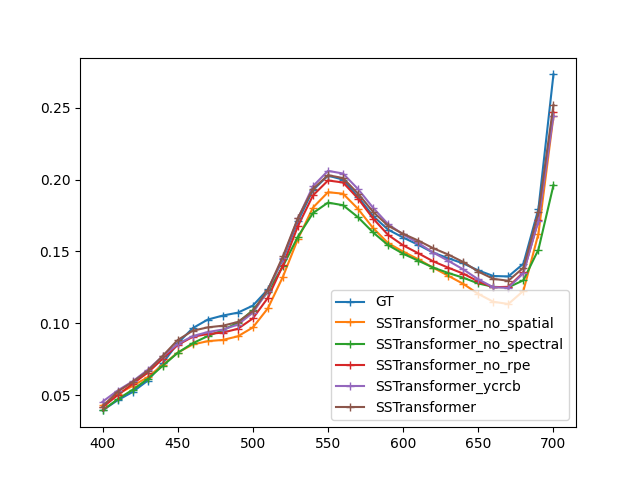 0.25
0.20
0.15
0.10
0.05
400 450 500 550 600 650 700
GT
SSTransformer_no_spatial
SSTransformer_no_spectral
SSTransformer_no_rpe
SSTransformer_ycrcb
SSTransformer